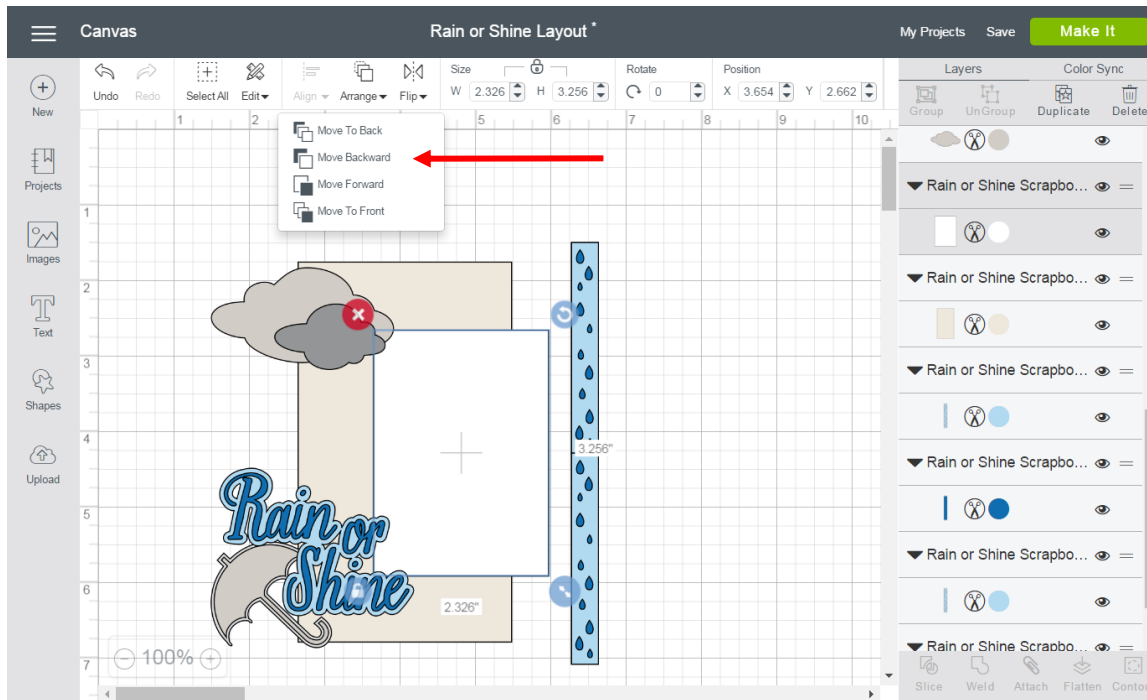 Canvas
Rain or Shine Layout *
My Projects
Save
Make It
New
Projects
Images
Text
Shapes
Upload
Undo
Redo
Select All
Edit
Align
Arrange
Flip
Size
W 2.326
H 3.256
Rotate
0
Position
X 3.654
Y 2.662
Move To Back
Move Backward
Move Forward
Move To Front
1 2 5 6 7 8 9 10
1
2
3
4
5
6
7
3.256"
2.326"
Rain or
Shine
100%
Layers
Color Sync
Group
UnGroup
Duplicate
Delete
Rain or Shine Scrapbo...
Rain or Shine Scrapbo...
Rain or Shine Scrapbo...
Rain or Shine Scrapbo...
Rain or Shine Scrapbo...
Rain or Shine Scrapbo...
Slice
Weld
Attach
Flatten
Contou